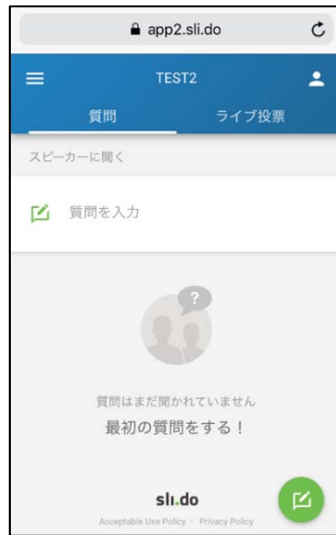 app2.sli.do
TEST2
質問 ライブ投票
スピーカーに聞く
質問を入力
?
質問はまだ聞かれていません
最初の質問をする！
sli.do
Acceptable Use Policy - Privacy Policy